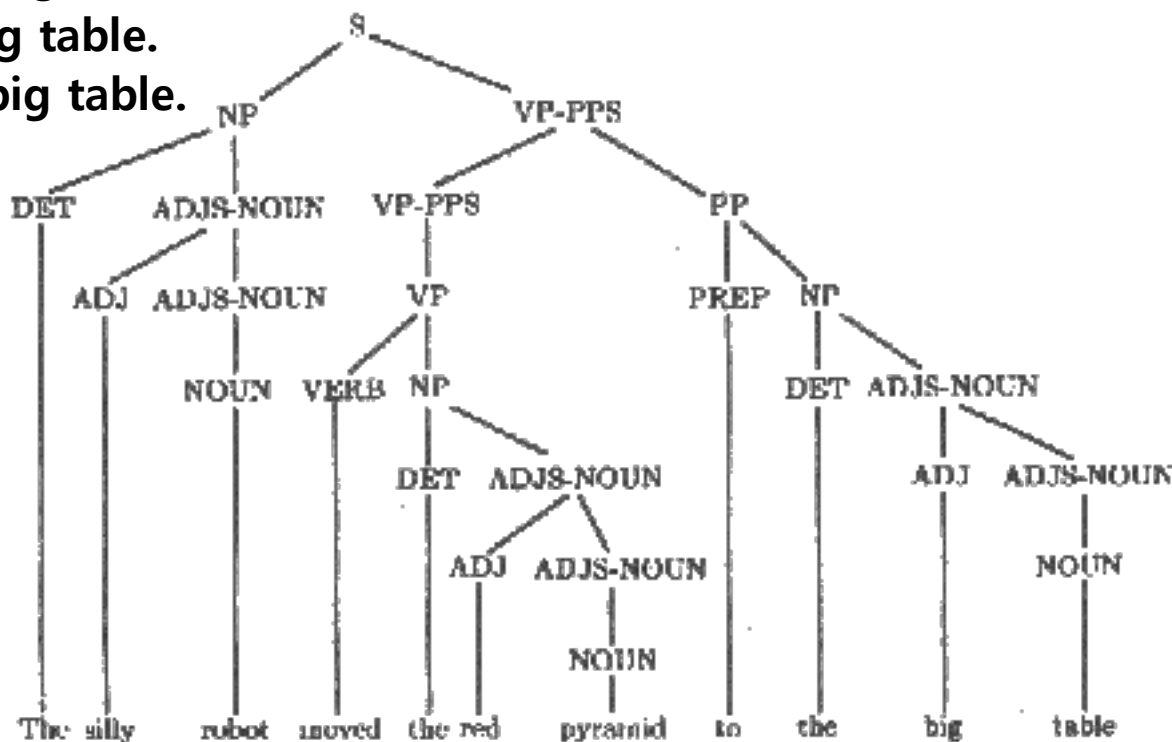 g table.
big table.
S
NP VP-PPS
DET ADJS-NOUN VP-PPS PP
ADJ ADJS-NOUN VP PREP NP
NOUN VERB NP DET ADJS-NOUN
DET ADJS-NOUN ADJ ADJS-NOUN
ADJ ADJS-NOUN NOUN
NOUN
The silly robot moved the red pyramid to the big table